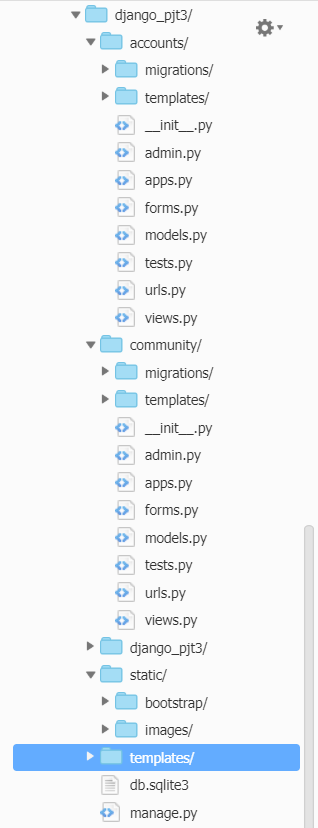 django_pjt3/
accounts/
migrations/
templates/
__init__.py
admin.py
apps.py
forms.py
models.py
tests.py
urls.py
views.py
community/
migrations/
templates/
__init__.py
admin.py
apps.py
forms.py
models.py
tests.py
urls.py
views.py
django_pjt3/
static/
bootstrap/
images/
templates/
db.sqlite3
manage.py